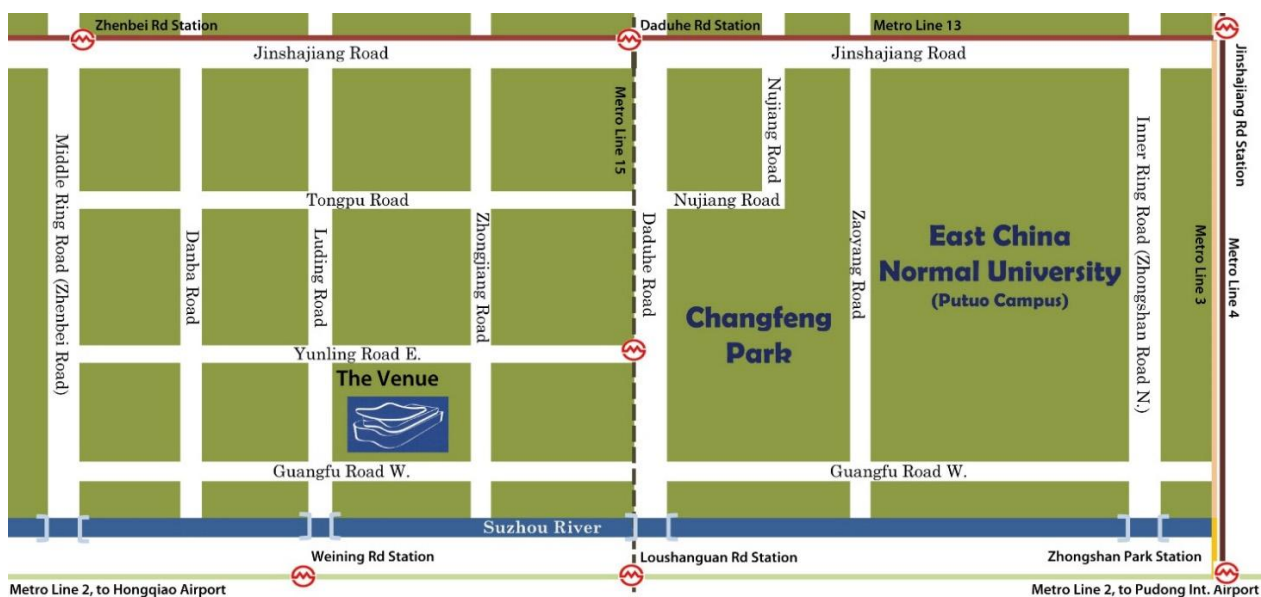 Zhenbei Rd Station
Daduhe Rd Station
Metro Line 13
Jinshajiang Road
Jinshajiang Road
Jinshajiang Rd Station
Metro Line 15
Nujiang Road
Middle Ring Road (Zhenbei Road)
Inner Ring Road (Zhongshan Road N.)
Tongpu Road
Nujiang Road
Danba Road
Luding Road
Zhongjiang Road
Daduhe Road
Zaoyang Road
East China
Normal University
(Putuo Campus)
Metro Line 3
Metro Line 4
Changfeng
Park
Yunling Road E.
The Venue
Guangfu Road W.
Guangfu Road W.
Suzhou River
Weining Rd Station
Loushanguan Rd Station
Zhongshan Park Station
Metro Line 2, to Hongqiao Airport
Metro Line 2, to Pudong Int. Airport